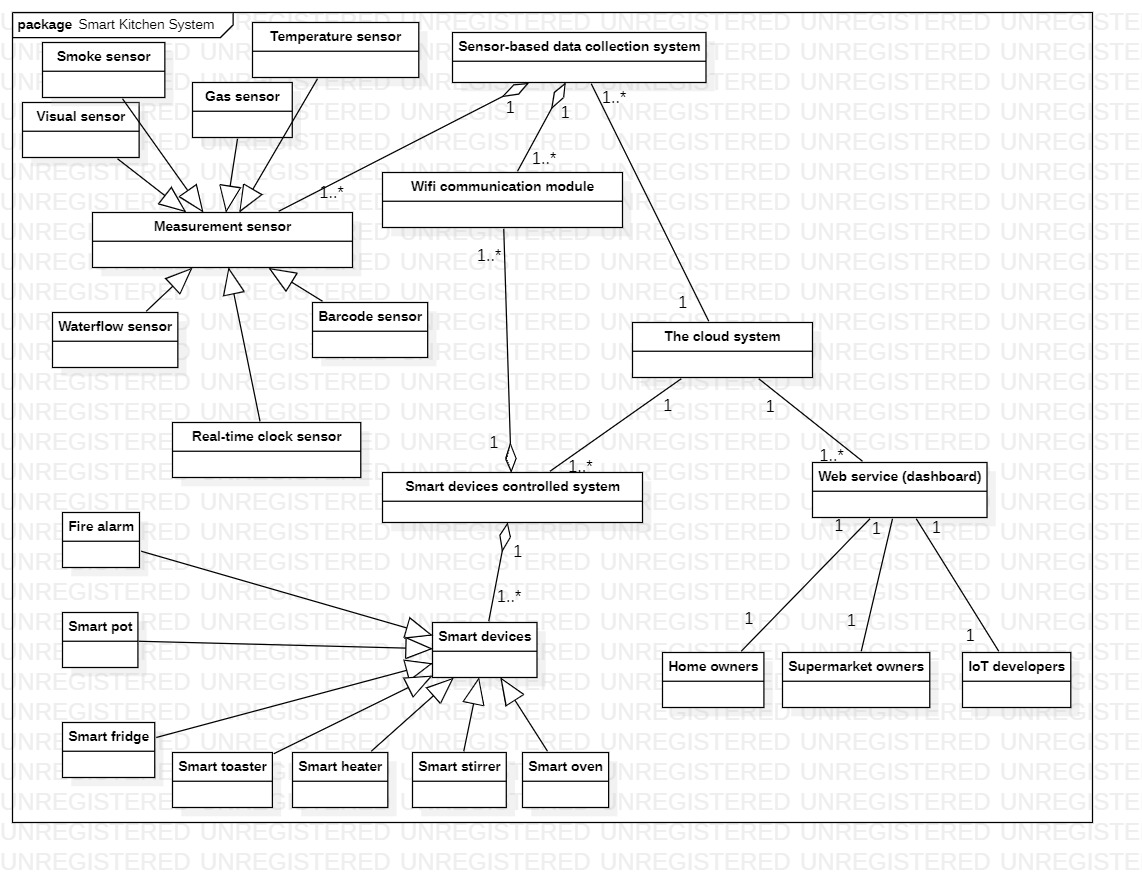 package Smart Kitchen System
Temperature sensor
Sensor-based data collection system
Smoke sensor
Gas sensor
1..*
1
1
Visual sensor
1..*
Wifi communication module
1..*
Measurement sensor
1..*
1
Waterflow sensor
Barcode sensor
The cloud system
1
1
Real-time clock sensor
1
1..*
1..*
Smart devices controlled system
Web service (dashboard)
Fire alarm
1
1
1
1
1..*
Smart pot
Smart devices
1
1
1
Home owners
Supermarket owners
IoT developers
Smart fridge
Smart toaster
Smart heater
Smart stirrer
Smart oven
UNREGISTERED